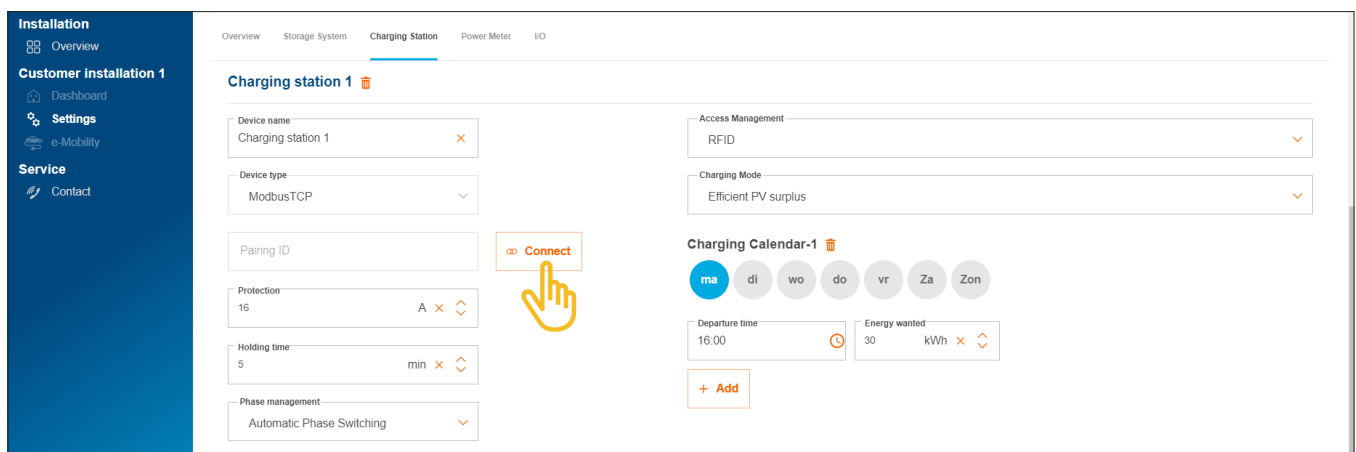 Installation
Overview
Customer installation 1
Dashboard
Settings
e-Mobility
Service
Contact
Overview Storage System Charging Station Power Meter I/O
Charging station 1
Device name
Charging station 1
Device type
ModbusTCP
Pairing ID
Connect
Protection
16 A
Holding time
5 min
Phase management
Automatic Phase Switching
Access Management
RFID
Charging Mode
Efficient PV surplus
Charging Calendar-1
ma di wo do vr Za Zon
Departure time
16:00
Energy wanted
30 kWh
+ Add